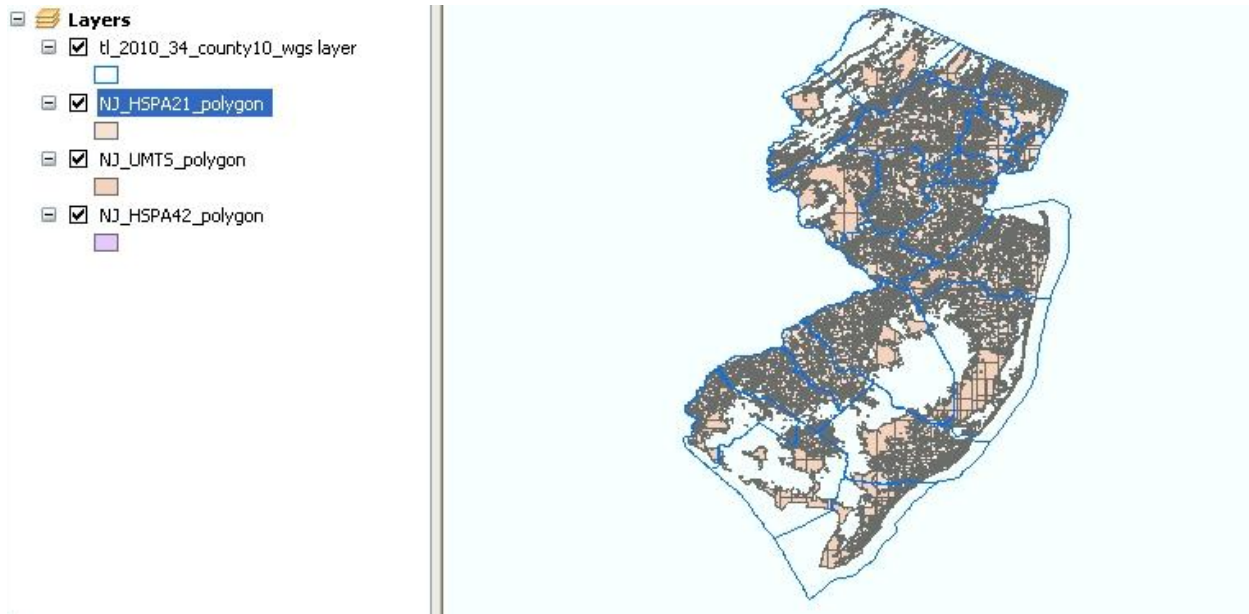 Layers
tl_2010_34_county10_wgs layer
NJ_HSPA21_polygon
NJ_UMTS_polygon
NJ_HSPA42_polygon